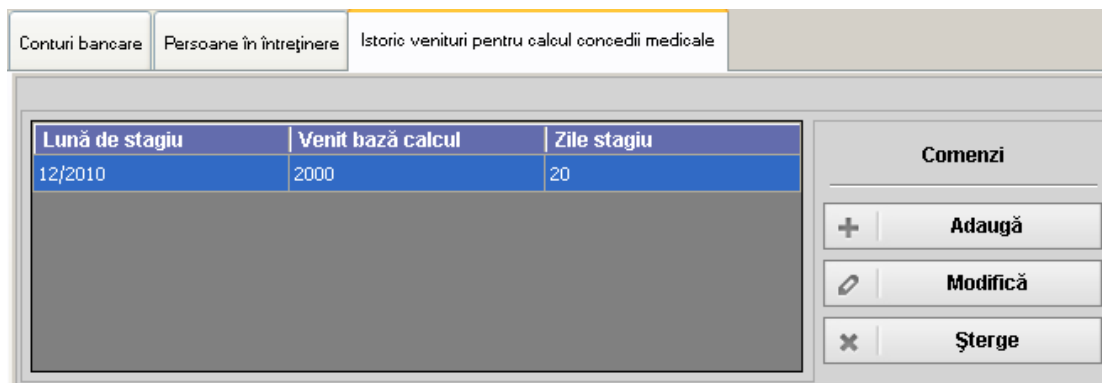 Conturi bancare Persoane în întreţinere Istoric venituri pentru calcul concedii medicale
Lună de stagiu Venit bază calcul Zile stagiu
12/2010 2000 20
Comenzi
Adaugă
Modifică
Şterge